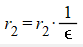 r₂ = r₂ · 1/ϵ